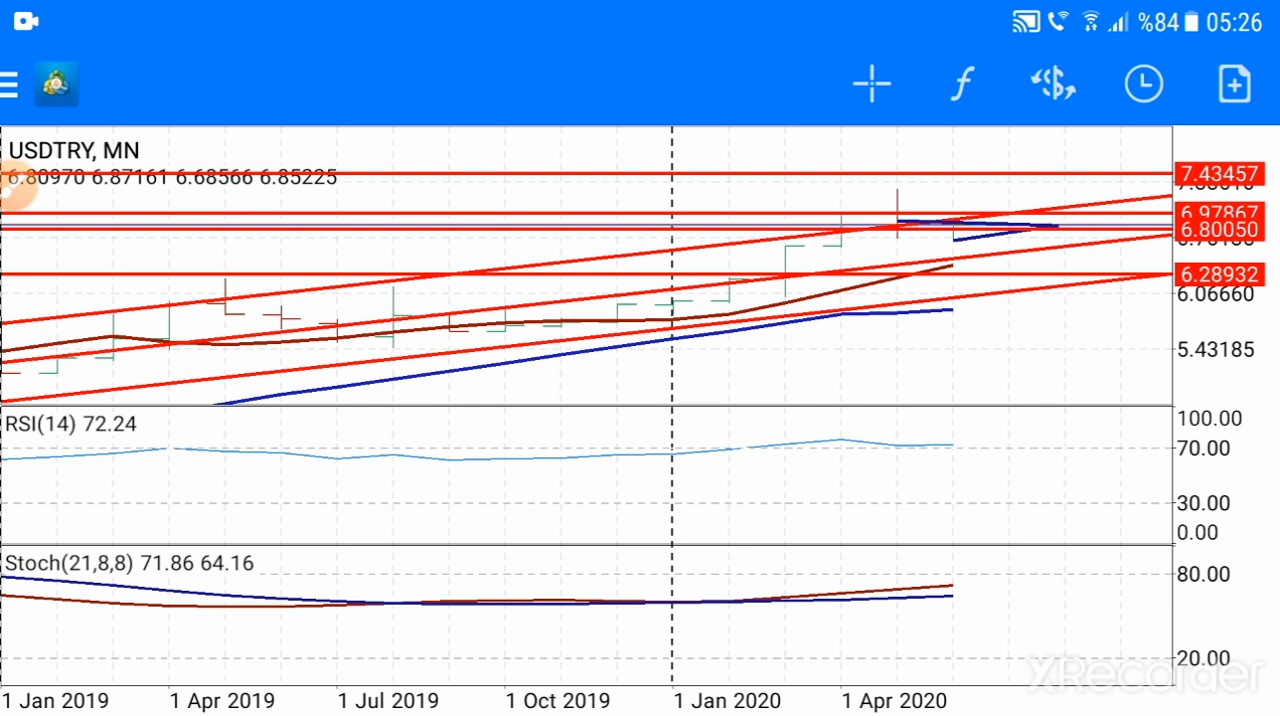 %84 05:26
USDTRY, MN
6.80970 6.87161 6.68566 6.85225
7.43457
6.97867
6.80050
6.28932
6.06660
5.43185
RSI(14) 72.24
100.00
70.00
30.00
0.00
Stoch(21,8,8) 71.86 64.16
80.00
20.00
XRecorder
1 Jan 2019 1 Apr 2019 1 Jul 2019 1 Oct 2019 1 Jan 2020 1 Apr 2020